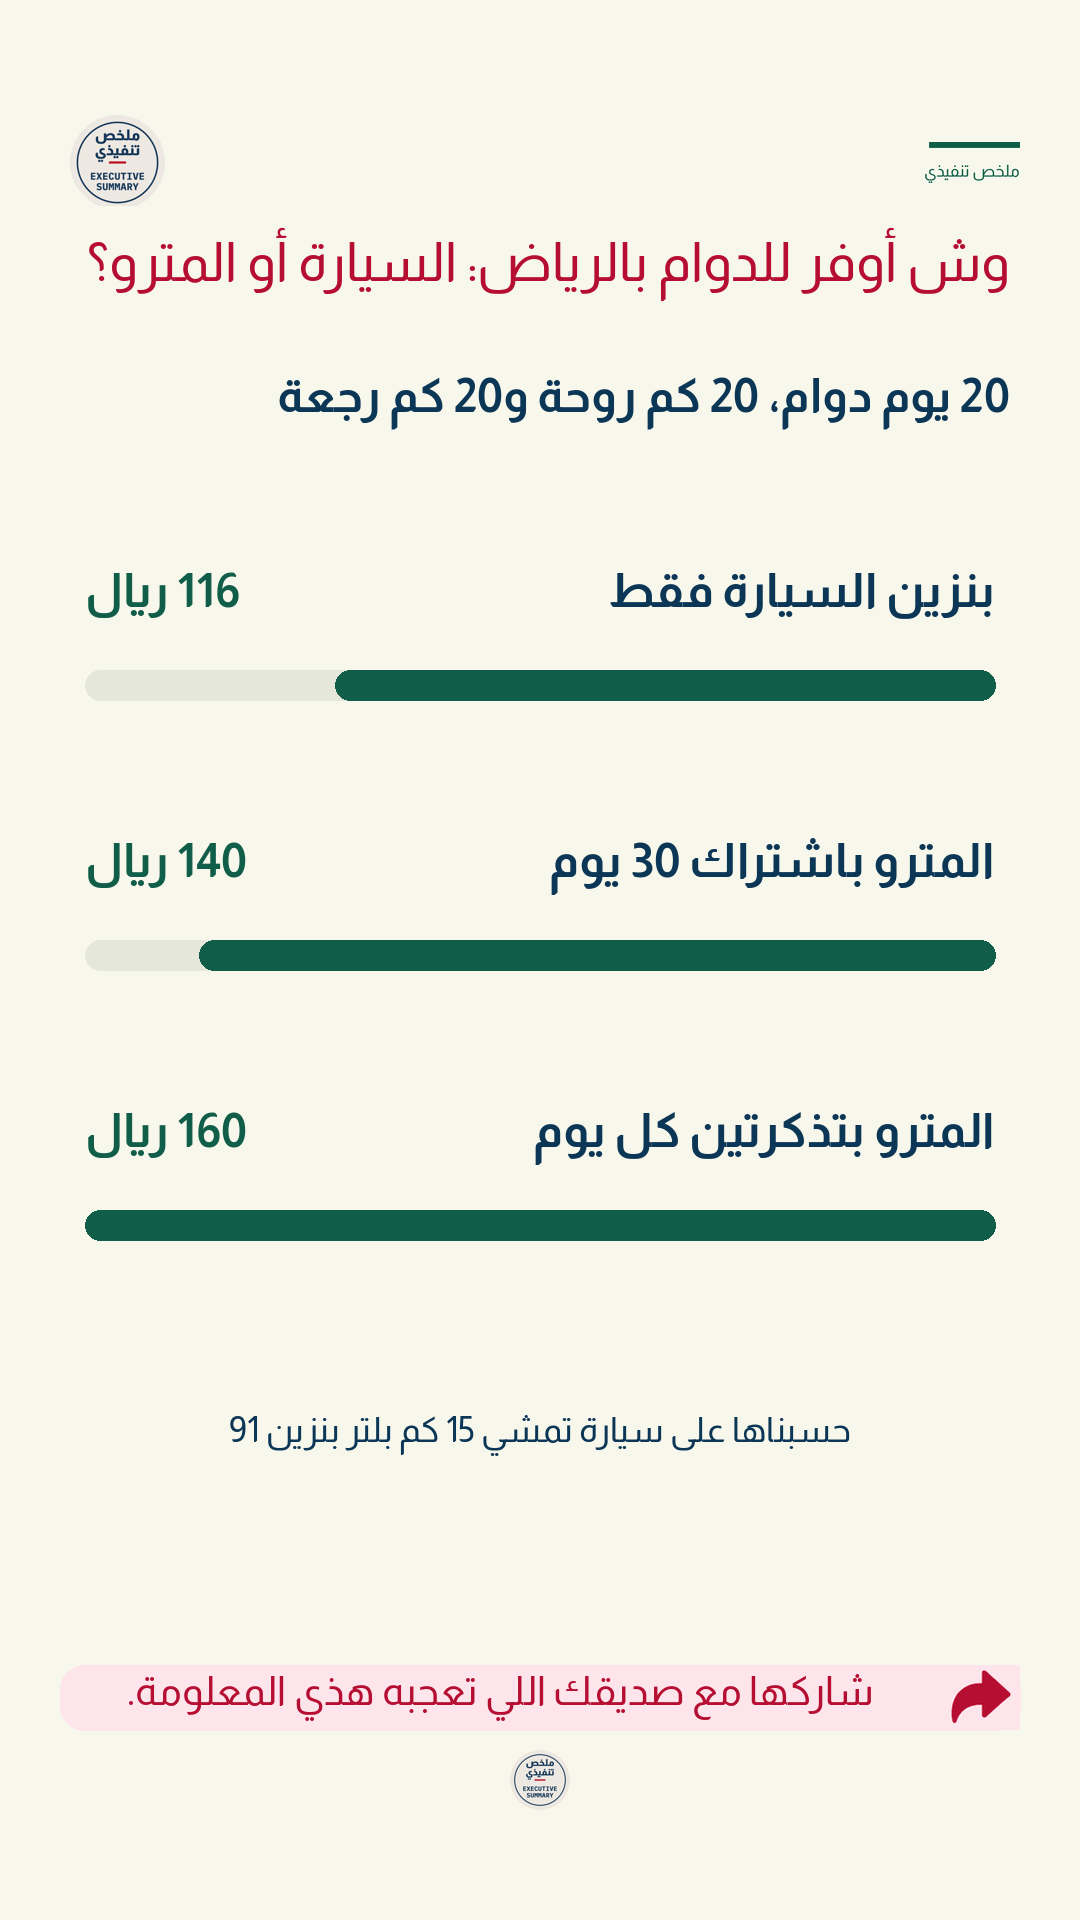 ملخص تنفيذي
ملخص
تنفيذي
EXECUTIVE
SUMMARY
وش أوفر للدوام بالرياض: السيارة أو المترو؟
20 يوم دوام، 20 كم روحة و20 كم رجعة
بنزين السيارة فقط 116 ريال
المترو باشتراك 30 يوم 140 ريال
المترو بتذكرتين كل يوم 160 ريال
حسبناها على سيارة تمشي 15 كم بلتر بنزين 91
شاركها مع صديقك اللي تعجبه هذي المعلومة.
ملخص
تنفيذي
EXECUTIVE
SUMMARY